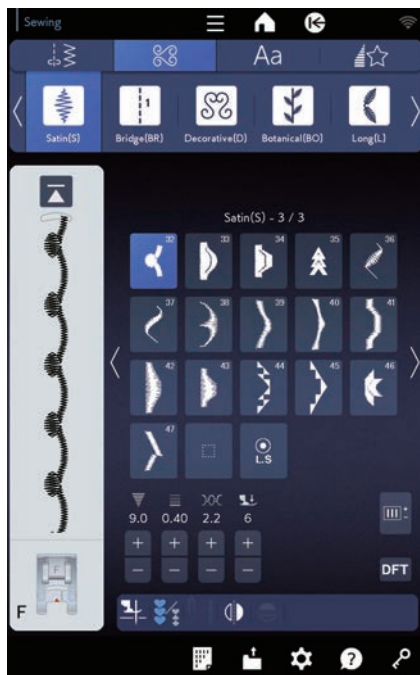 Sewing
Aa
1
Satin(S) Bridge(BR) Decorative(D) Botanical(BO) Long(L)
Satin(S) - 3 / 3
32 33 34 35 36
37 38 39 40 41
42 43 44 45 46
47
L.S
9.0 0.40 2.2 6
+ + + +
- - - -
DFT
F
F
?